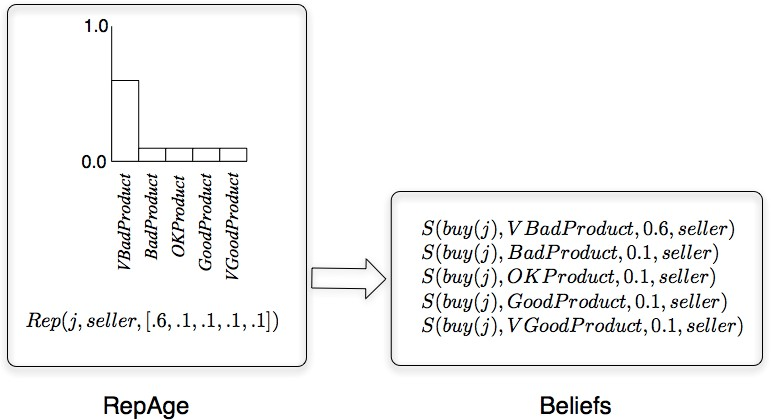 1.0
0.0
VBadProduct
BadProduct
OKProduct
GoodProduct
VGoodProduct
Rep(j, seller, [.6, .1, .1, .1, .1])
RepAge
S(buy(j), VBadProduct, 0.6, seller)
S(buy(j), BadProduct, 0.1, seller)
S(buy(j), OKProduct, 0.1, seller)
S(buy(j), GoodProduct, 0.1, seller)
S(buy(j), VGoodProduct, 0.1, seller)
Beliefs